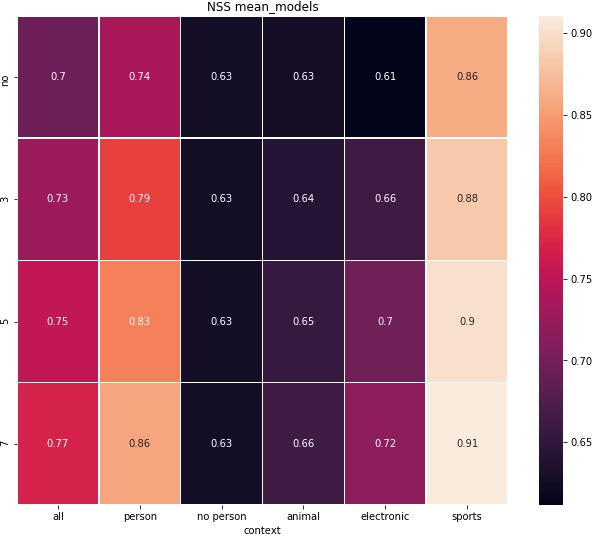 NSS mean_models
no 0.7 0.74 0.63 0.63 0.61 0.86
3 0.73 0.79 0.63 0.64 0.66 0.88
5 0.75 0.83 0.63 0.65 0.7 0.9
7 0.77 0.86 0.63 0.66 0.72 0.91
all person no person animal electronic sports
context
0.90
0.85
0.80
0.75
0.70
0.65